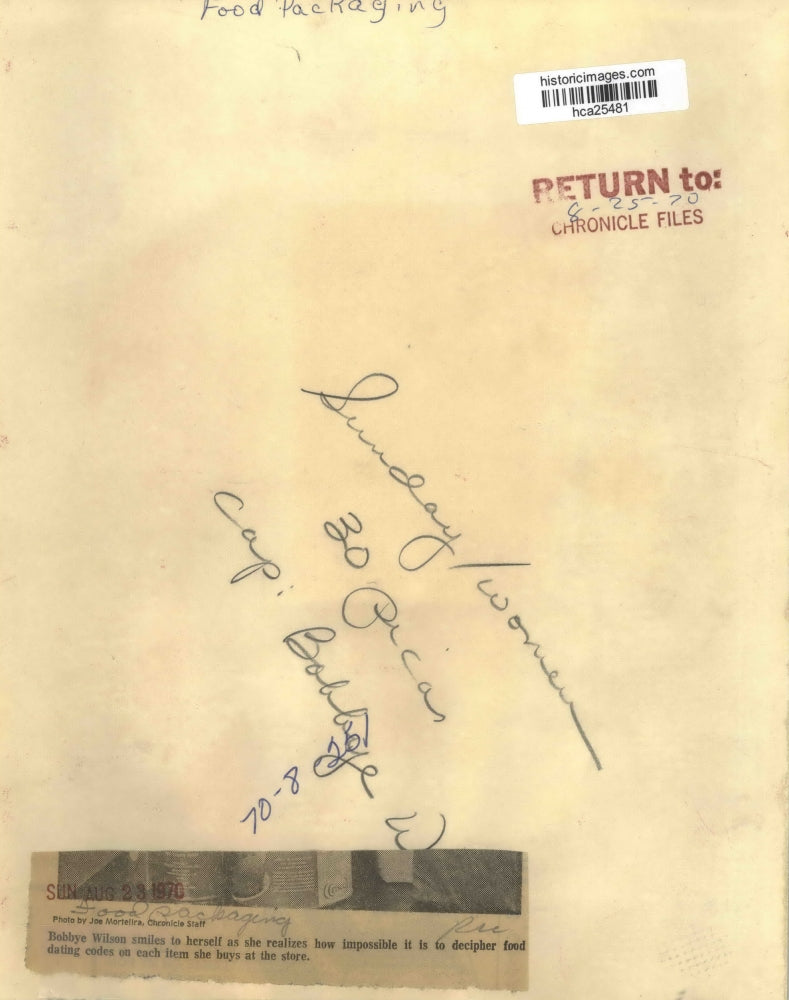 Food Packaging
historicimages.com
hca25481
RETURN to:
8-25-70
CHRONICLE FILES
Sunday/Women
30 Picas
Cap: Bobbye W
70-8
SUN AUG 23 1970
Food packaging
Photo by Joe Mortellra, Chronicle Staff
Bobbye Wilson smiles to herself as she realizes how impossible it is to decipher food
dating codes on each item she buys at the store.